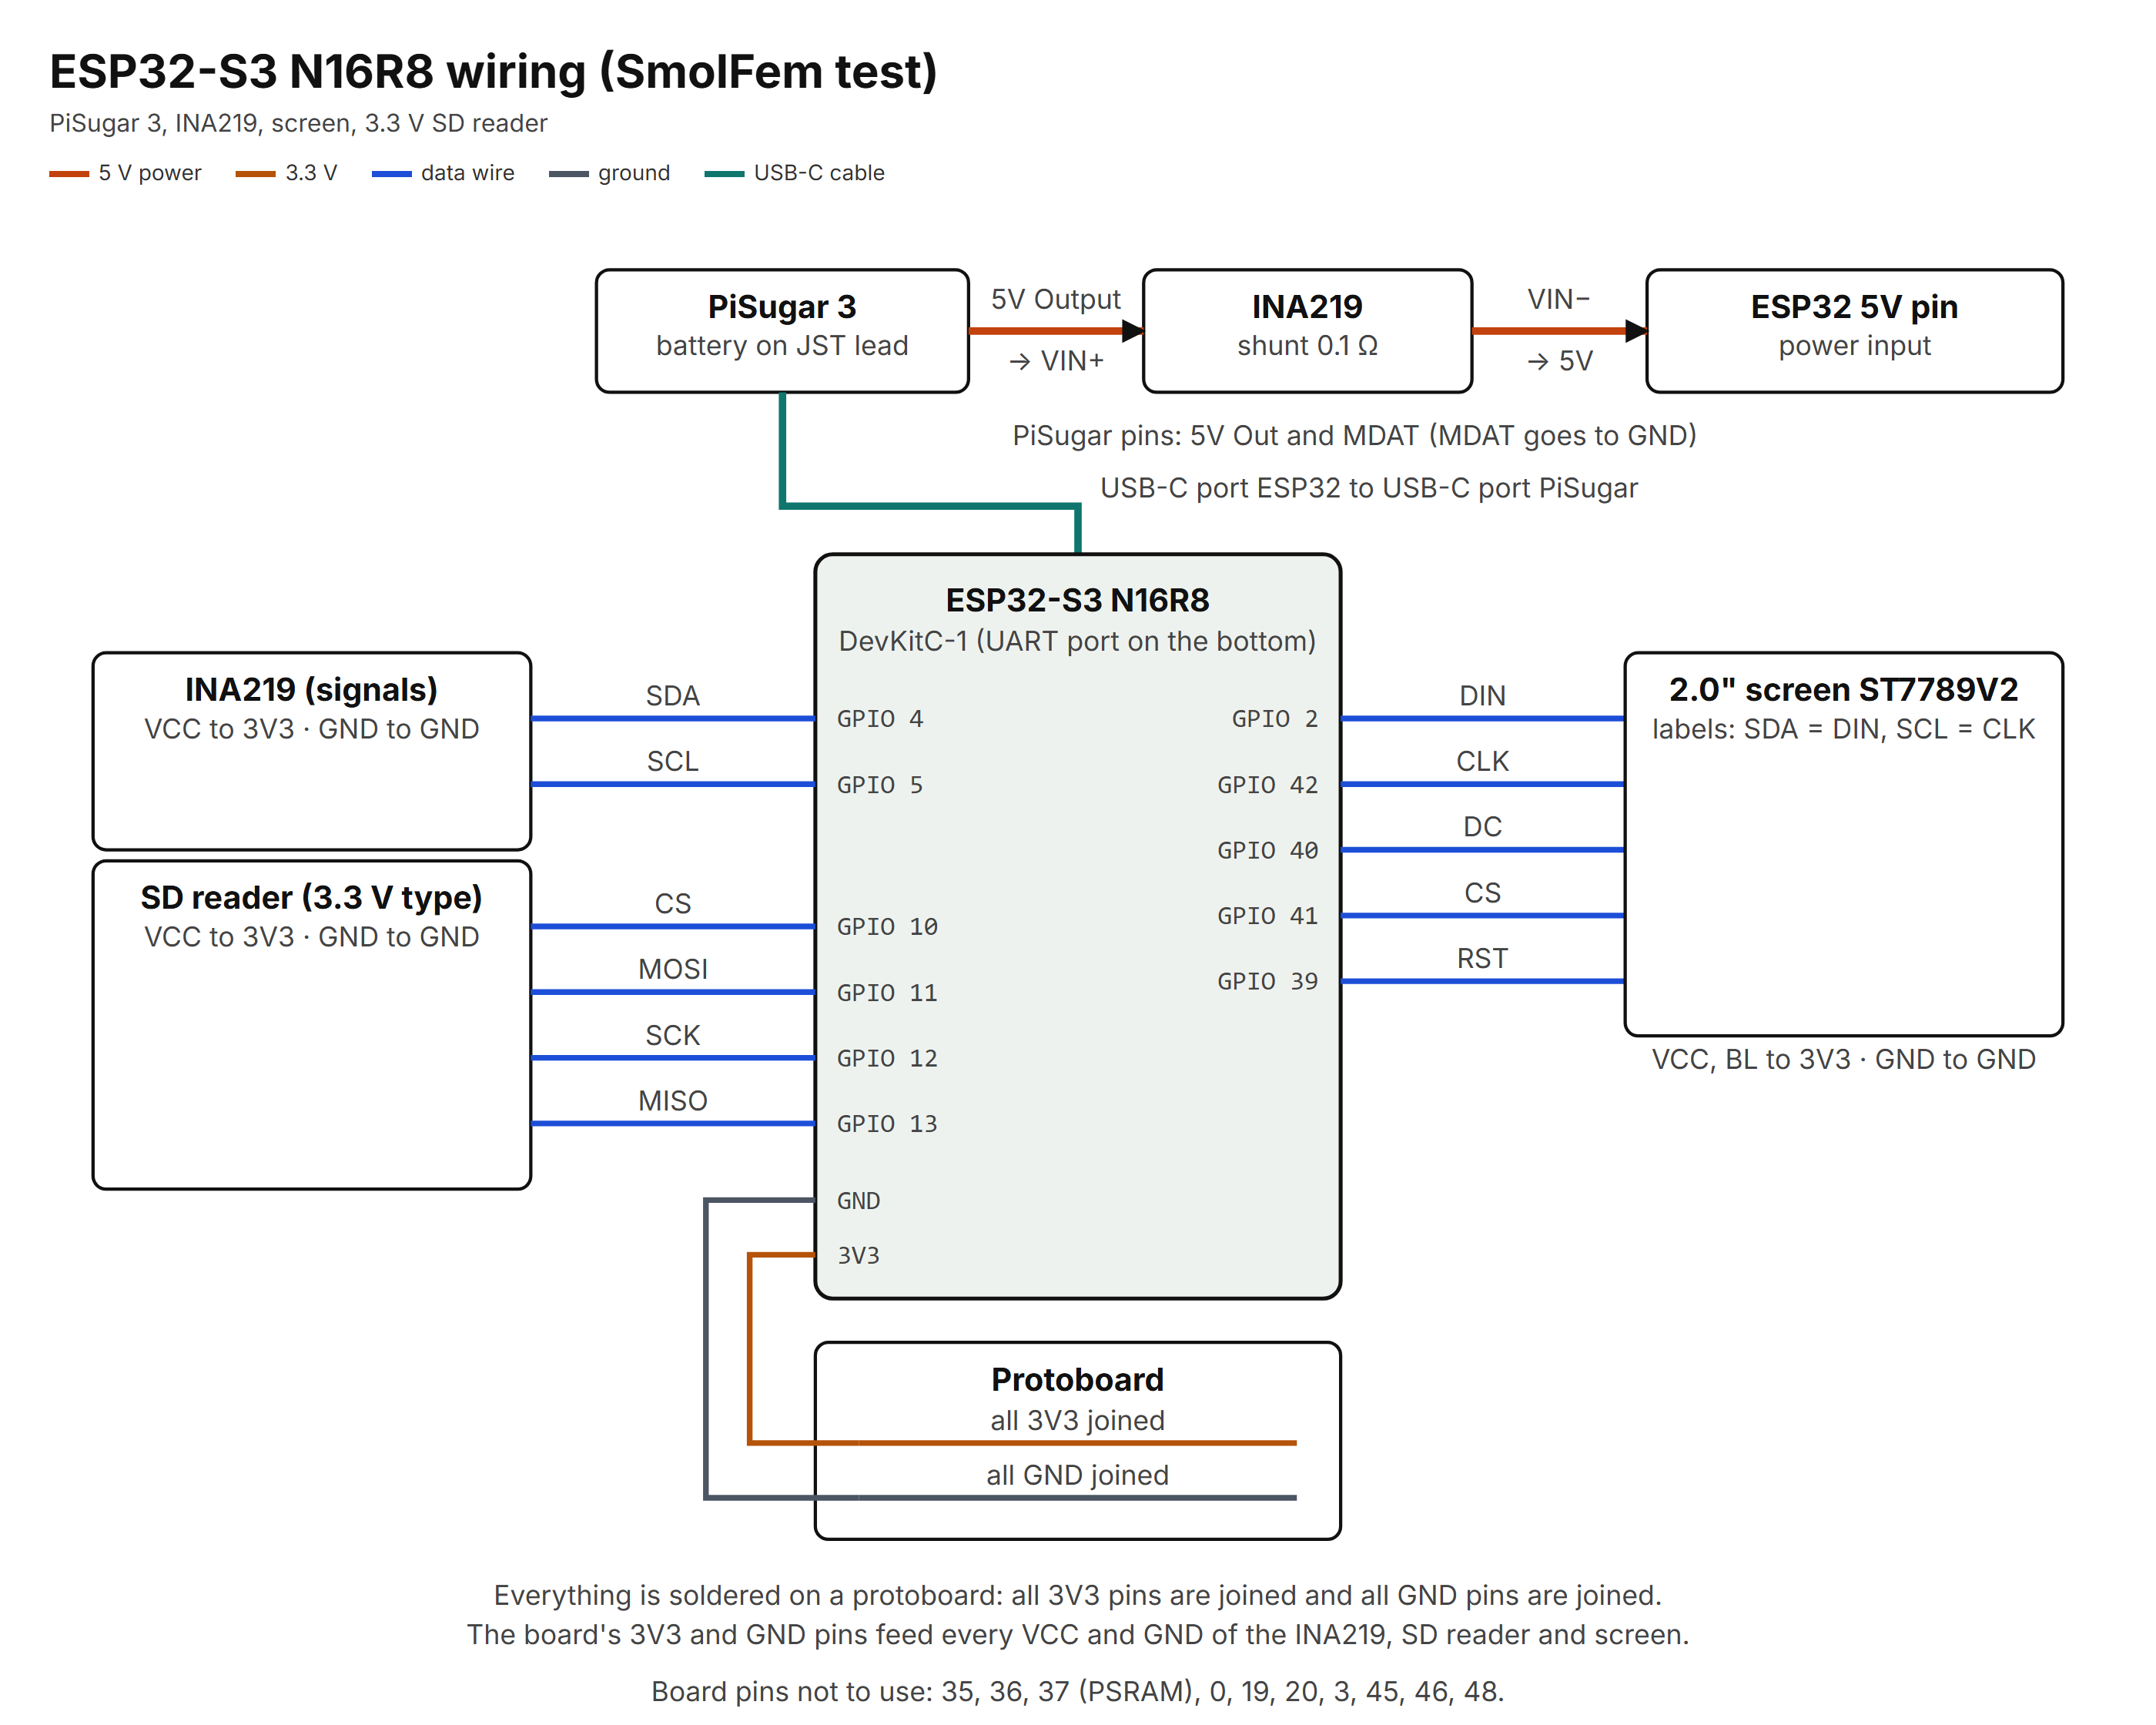 ESP32-S3 N16R8 wiring (SmolFem test)
PiSugar 3, INA219, screen, 3.3 V SD reader
5 V power
3.3 V
data wire
ground
USB-C cable
PiSugar 3
battery on JST lead
5V Output
→ VIN+
INA219
shunt 0.1 Ω
VIN−
→ 5V
ESP32 5V pin
power input
PiSugar pins: 5V Out and MDAT (MDAT goes to GND)
USB-C port ESP32 to USB-C port PiSugar
ESP32-S3 N16R8
DevKitC-1 (UART port on the bottom)
INA219 (signals)
VCC to 3V3 · GND to GND
SDA
SCL
GPIO 4
GPIO 5
SD reader (3.3 V type)
VCC to 3V3 · GND to GND
CS
MOSI
SCK
MISO
GPIO 10
GPIO 11
GPIO 12
GPIO 13
GND
3V3
GPIO 2
GPIO 42
GPIO 40
GPIO 41
GPIO 39
DIN
CLK
DC
CS
RST
2.0" screen ST7789V2
labels: SDA = DIN, SCL = CLK
VCC, BL to 3V3 · GND to GND
Protoboard
all 3V3 joined
all GND joined
Everything is soldered on a protoboard: all 3V3 pins are joined and all GND pins are joined.
The board's 3V3 and GND pins feed every VCC and GND of the INA219, SD reader and screen.
Board pins not to use: 35, 36, 37 (PSRAM), 0, 19, 20, 3, 45, 46, 48.